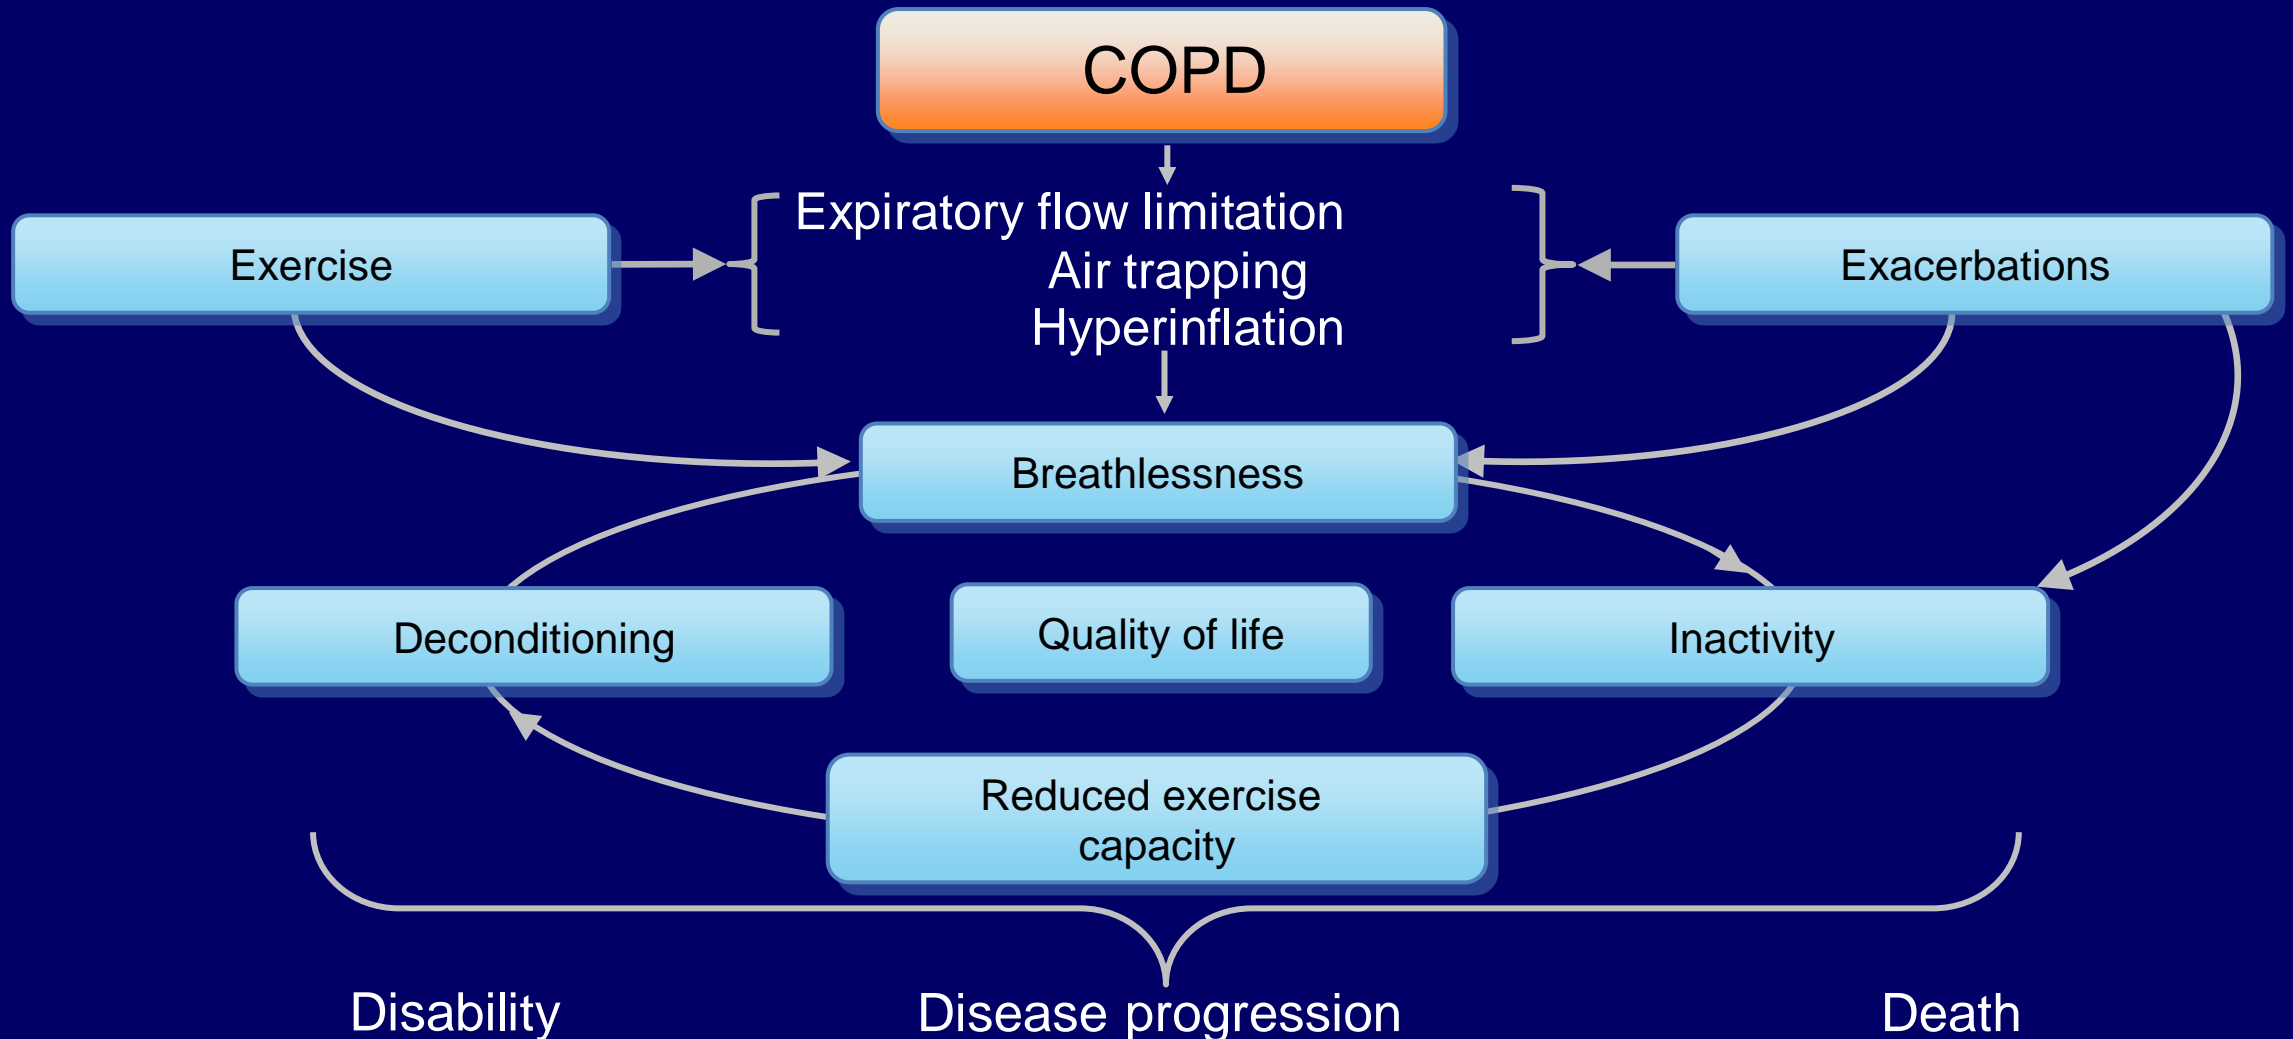 COPD
Expiratory flow limitation
Air trapping
Hyperinflation
Exercise
Exacerbations
Breathlessness
Deconditioning
Quality of life
Inactivity
Reduced exercise
capacity
Disability
Disease progression
Death